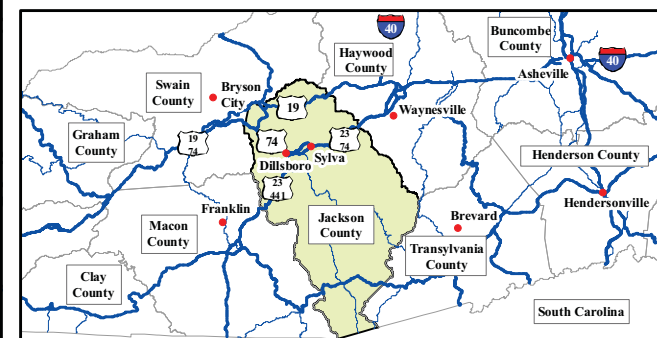 40
Buncombe
County
Haywood
County
40
Asheville
Swain
County
Bryson
City
19
Waynesville
Graham
County
19
74
74
23
74
Sylva
Dillsboro
Henderson County
23
441
Hendersonville
Franklin
Jackson
County
Brevard
Macon
County
Transylvania
County
Clay
County
South Carolina